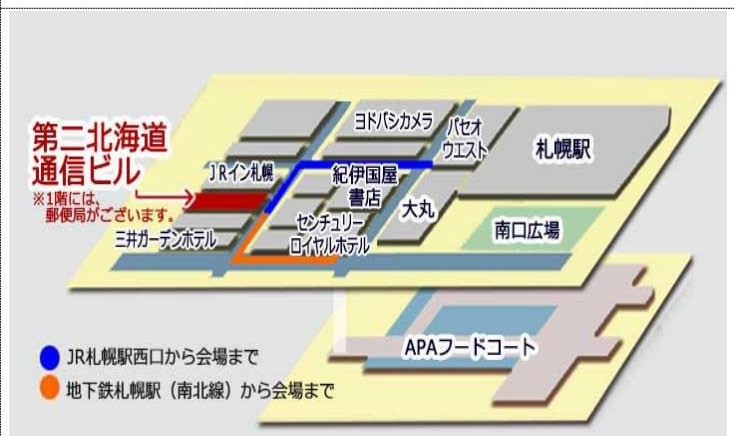 第二北海道
通信ビル
※1階には、
郵便局がございます。
ヨドバシカメラ
パセオ
ウエスト
札幌駅
JRイン札幌
紀伊国屋
書店
大丸
三井ガーデンホテル
センチュリー
ロイヤルホテル
南口広場
APAフードコート
JR札幌駅西口から会場まで
地下鉄札幌駅（南北線）から会場まで